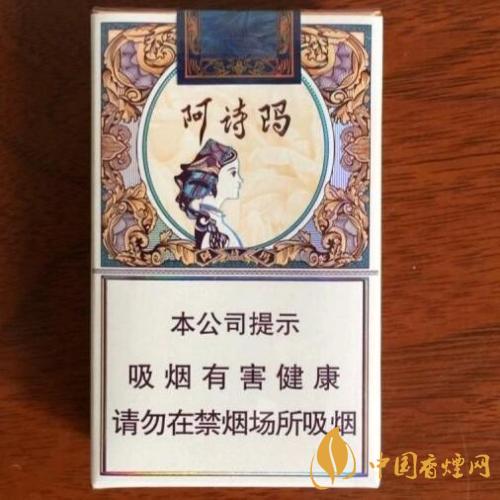 阿诗玛
本公司提示
吸烟有害健康
请勿在禁烟场所吸烟
中国香烟网